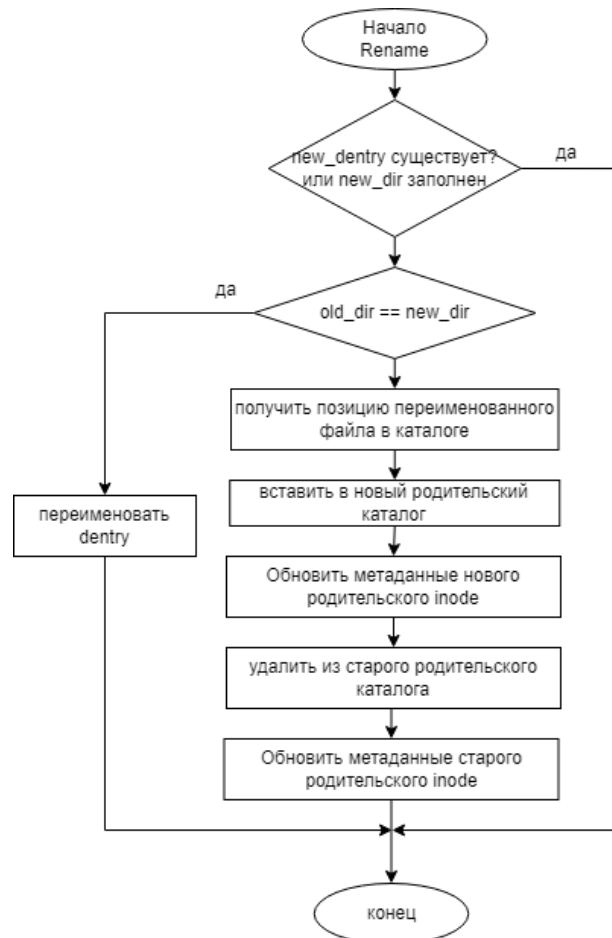 Начало
Rename
new_dentry существует?
или new_dir заполнен
да
да
old_dir == new_dir
получить позицию переименованного
файла в каталоге
вставить в новый родительский
каталог
переименовать
dentry
Обновить метаданные нового
родительского inode
удалить из старого родительского
каталога
Обновить метаданные старого
родительского inode
конец